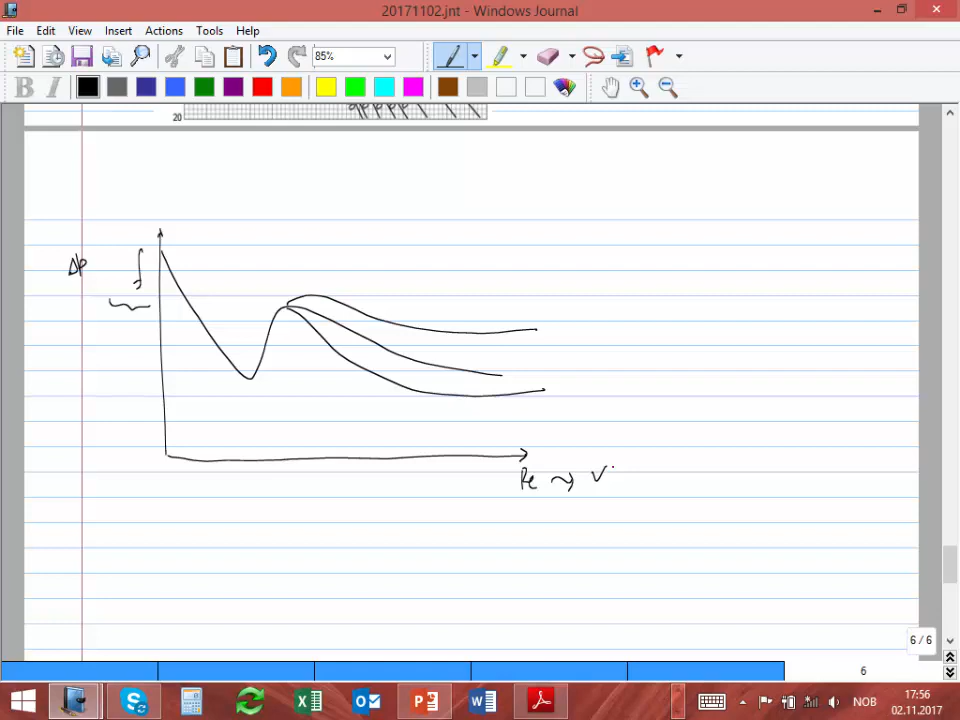 20171102.jnt - Windows Journal
File Edit View Insert Actions Tools Help
85%
B I
20
Δp f
Re → V
6 / 6
6
NOB
17:56
02.11.2017